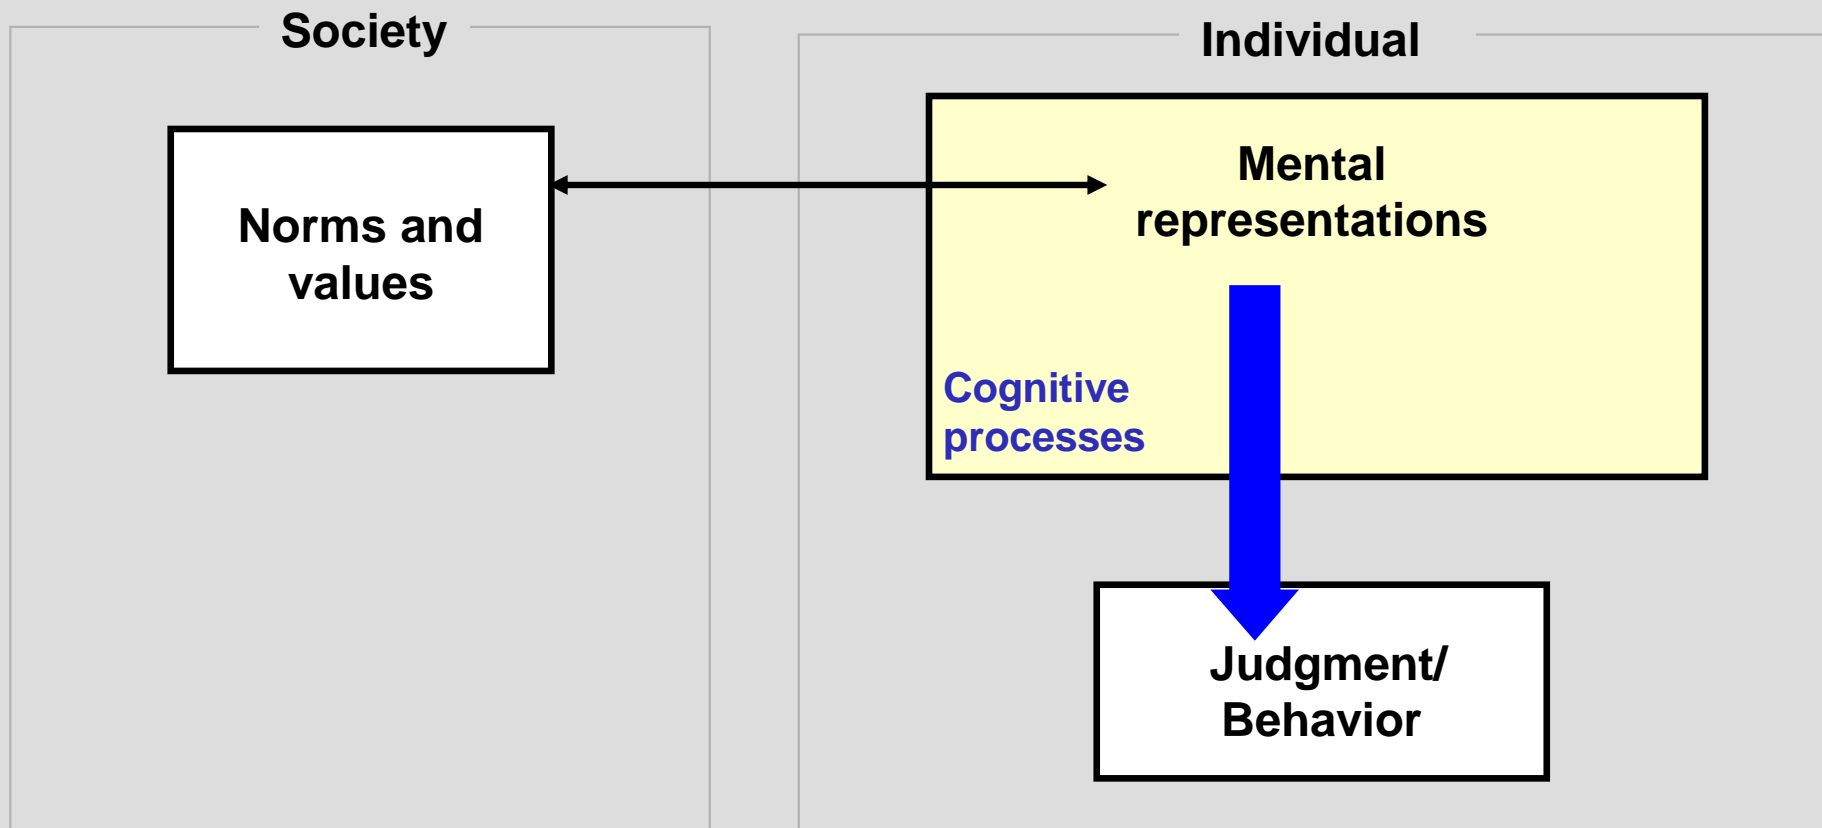 Society
Individual
Norms and
values
Mental
representations
Cognitive
processes
Judgment/
Behavior